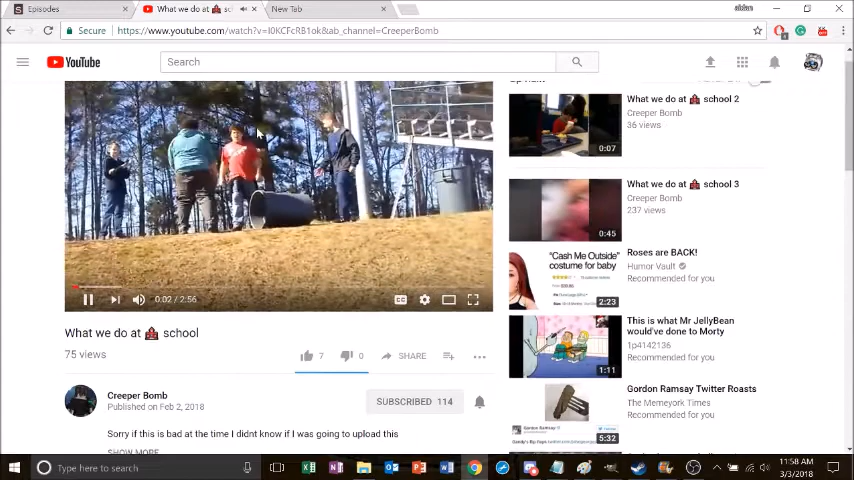 Episodes
What we do at 🏫 sch
New Tab
ablan
Secure
https://www.youtube.com/watch?v=I0KCFcRB1ok&ab_channel=CreeperBomb
YouTube
Search
What we do at 🏫 school 2
Creeper Bomb
36 views
0:07
What we do at 🏫 school 3
Creeper Bomb
237 views
0:45
"Cash Me Outside"
costume for baby
2:23
Roses are BACK!
Humor Vault
Recommended for you
0:02 / 2:56
CC
What we do at 🏫 school
75 views
7
0
SHARE
This is what Mr JellyBean
would've done to Morty
1p4142136
Recommended for you
1:11
Creeper Bomb
Published on Feb 2, 2018
SUBSCRIBED 114
Gordon Ramsay Twitter Roasts
The Memeyork Times
Recommended for you
5:32
Sorry if this is bad at the time I didnt know if I was going to upload this
SHOW MORE
Type here to search
11:58 AM
3/3/2018